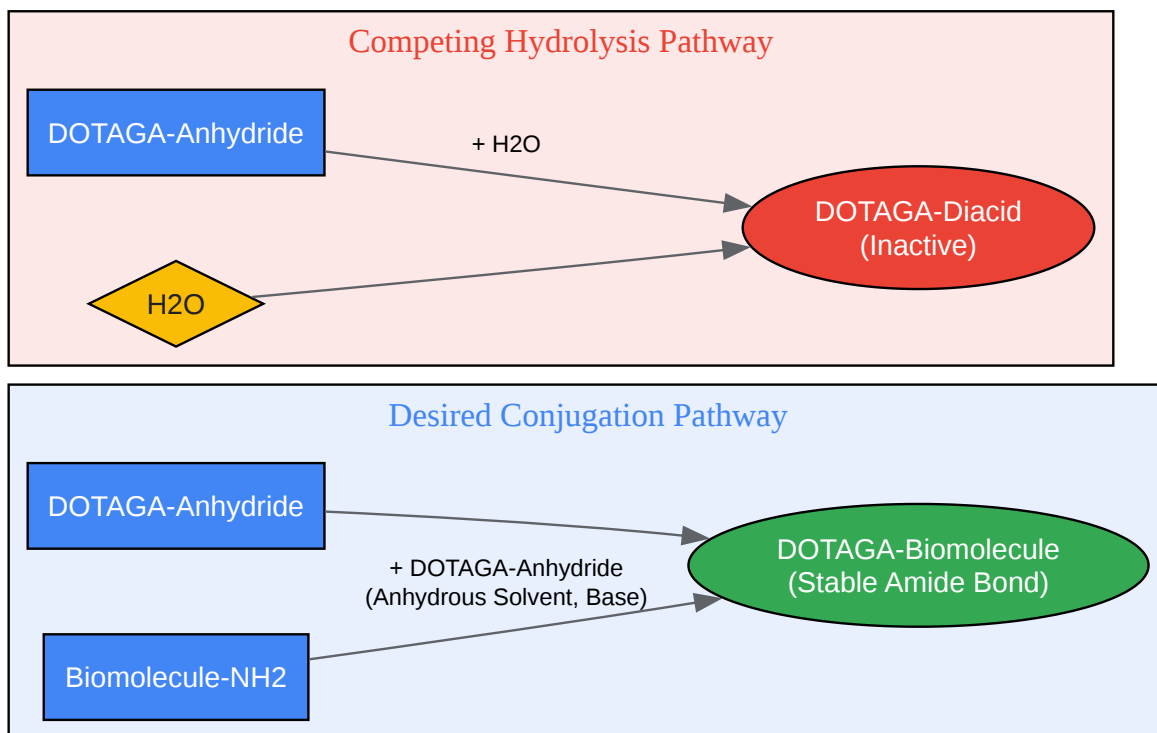 Competing Hydrolysis Pathway
DOTAGA-Anhydride
+ H2O
DOTAGA-Diacid
(Inactive)
H2O
Desired Conjugation Pathway
DOTAGA-Anhydride
DOTAGA-Biomolecule
(Stable Amide Bond)
+ DOTAGA-Anhydride
(Anhydrous Solvent, Base)
Biomolecule-NH2